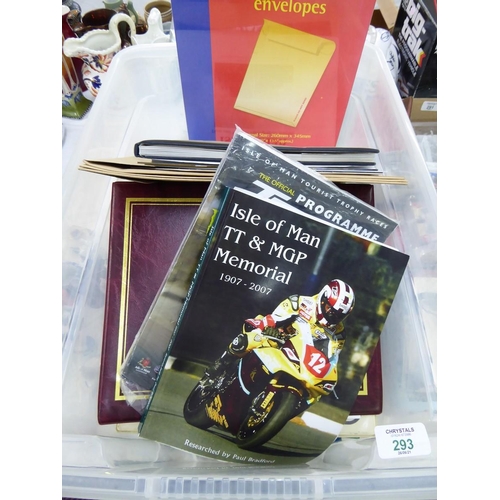 envelopes
ISLE OF MAN TOURIST TROPHY RACES
THE OFFICIAL
TT PROGRAMME
Isle of Man
TT & MGP
Memorial
1907 - 2007
12
Researched by Paul Bradford
CHRYSTALS
293